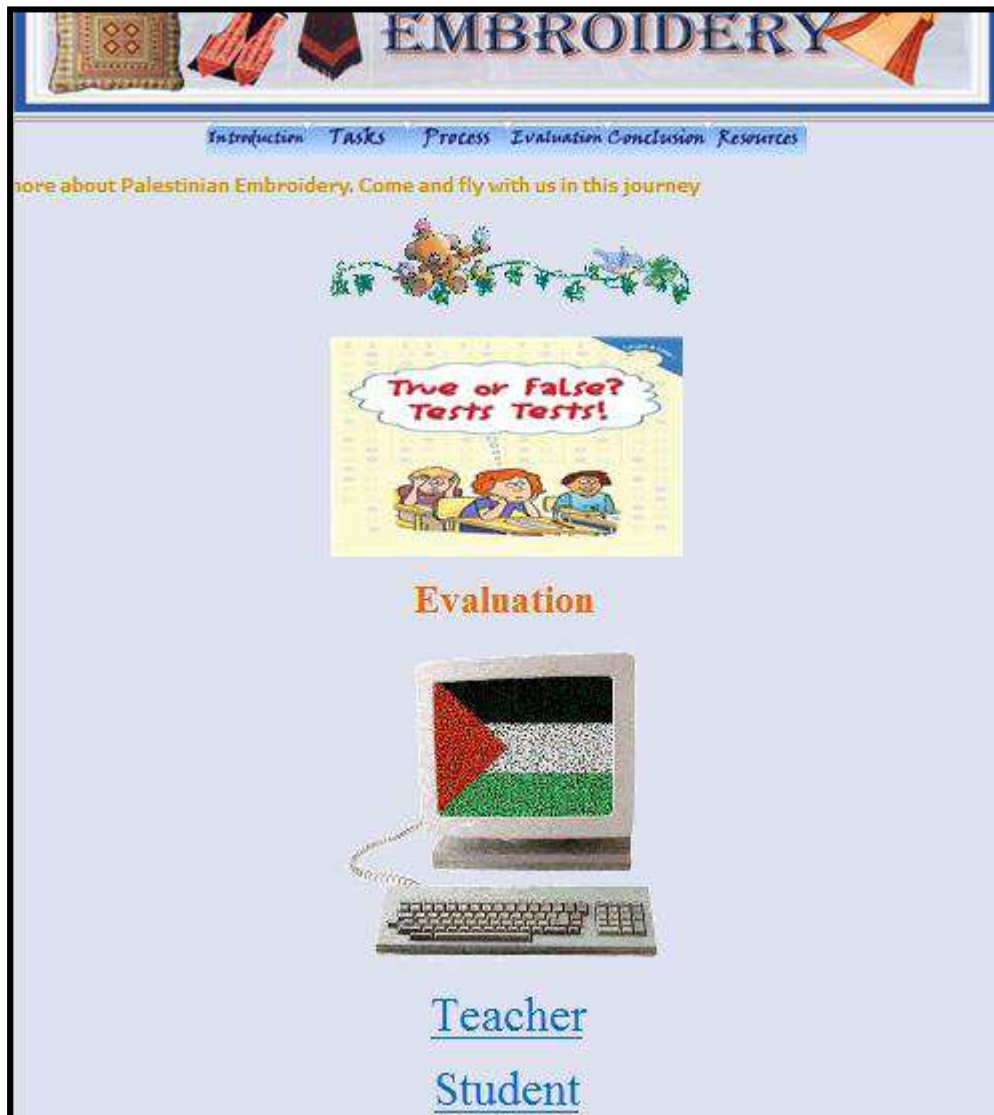 EMBROIDERY
Introduction Tasks Process Evaluation Conclusion Resources
more about Palestinian Embroidery. Come and fly with us in this journey
True or False?
Tests Tests!
Evaluation
Teacher
Student